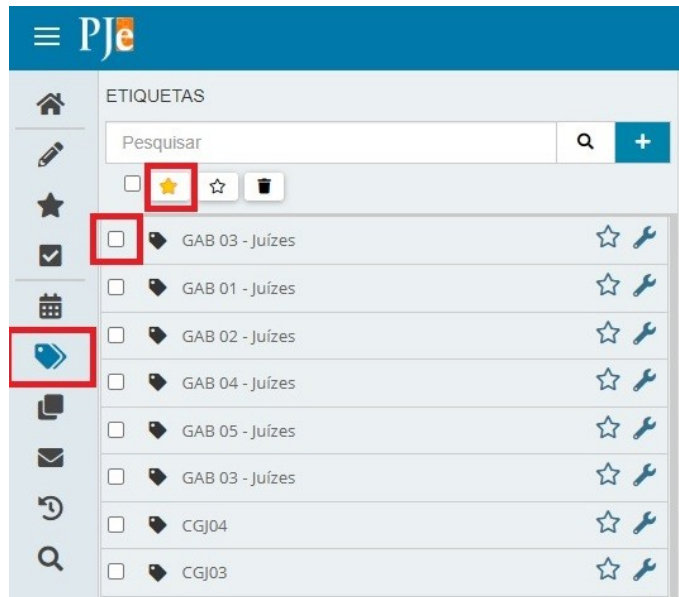 PJe
ETIQUETAS
Pesquisar
GAB 03 - Juízes
GAB 01 - Juízes
GAB 02 - Juízes
GAB 04 - Juízes
GAB 05 - Juízes
GAB 03 - Juízes
CGJ04
CGJ03